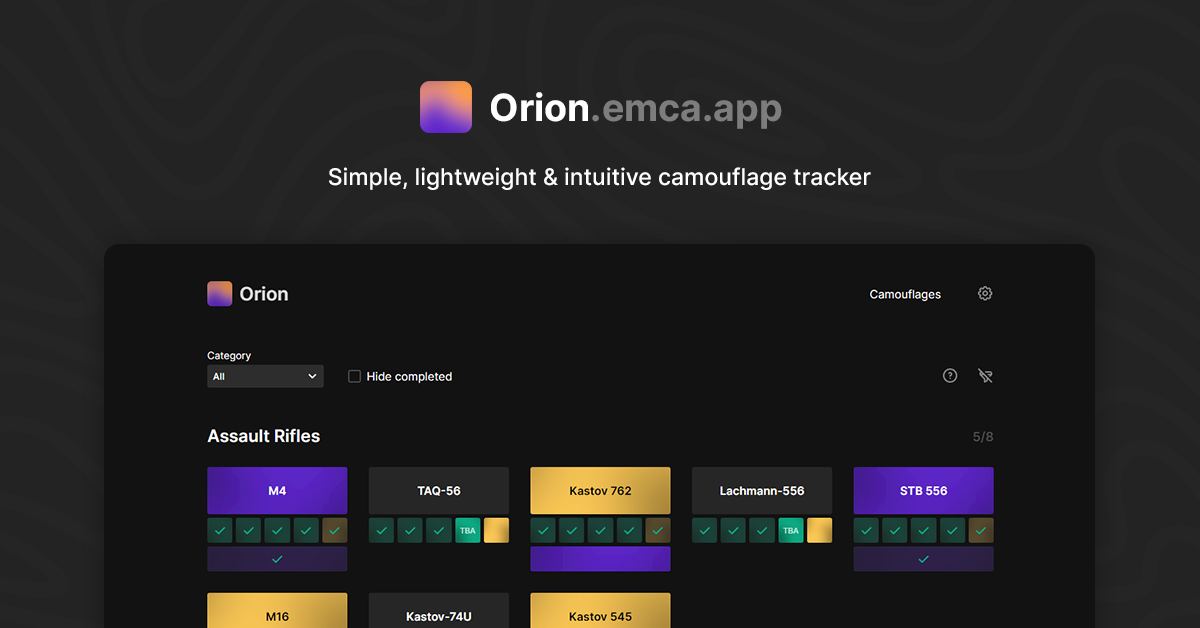 Orion.emca.app
Simple, lightweight & intuitive camouflage tracker
Orion
Camouflages
Category
All
Hide completed
Assault Rifles
5/8
M4
TAQ-56
Kastov 762
Lachmann-556
STB 556
TBA
TBA
M16
Kastov-74U
Kastov 545